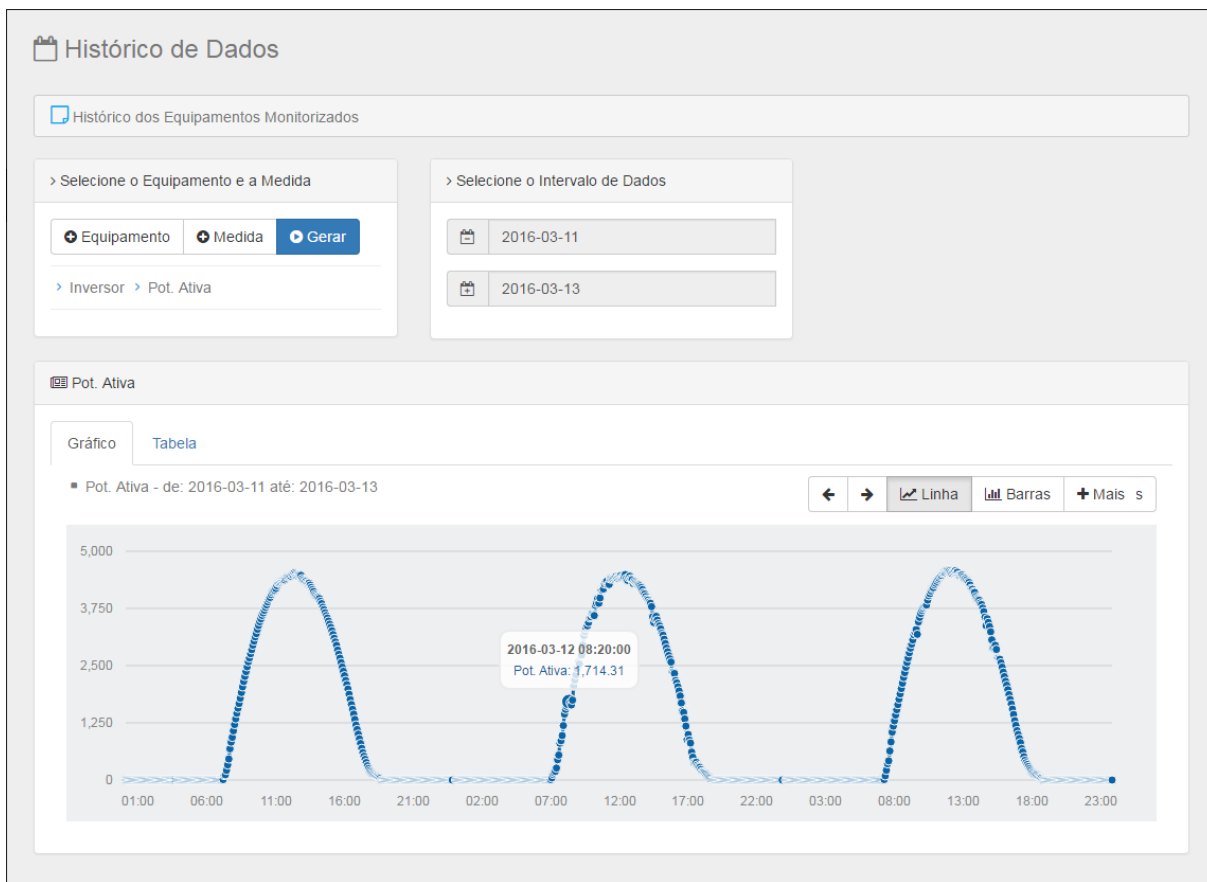 Histórico de Dados
Histórico dos Equipamentos Monitorizados
> Selecione o Equipamento e a Medida
> Selecione o Intervalo de Dados
Equipamento Medida Gerar
2016-03-11
> Inversor > Pot. Ativa
2016-03-13
Pot. Ativa
Gráfico Tabela
Pot. Ativa - de: 2016-03-11 até: 2016-03-13
Linha Barras Mais s
5,000
3,750
2,500
1,250
0
2016-03-12 08:20:00
Pot. Ativa: 1,714.31
01:00 06:00 11:00 16:00 21:00 02:00 07:00 12:00 17:00 22:00 03:00 08:00 13:00 18:00 23:00